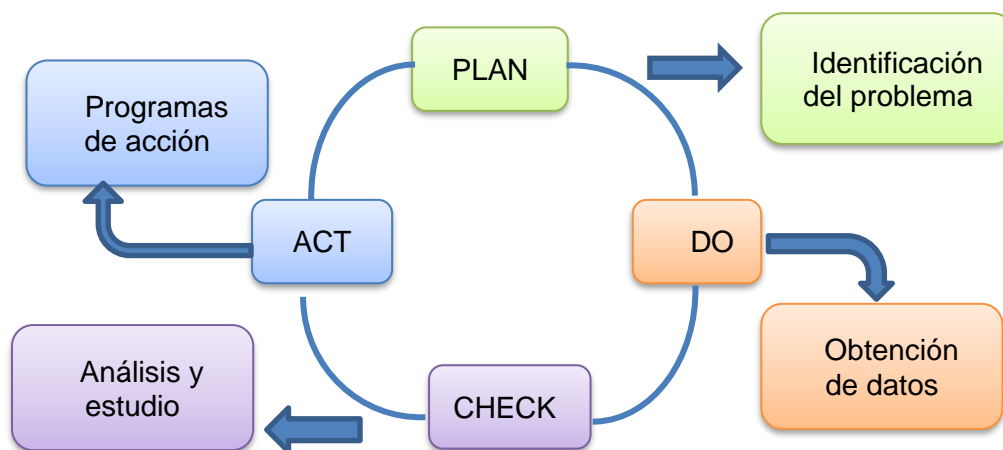 PLAN
Identificación
del problema
Programas
de acción
ACT
DO
Análisis y
estudio
CHECK
Obtención
de datos